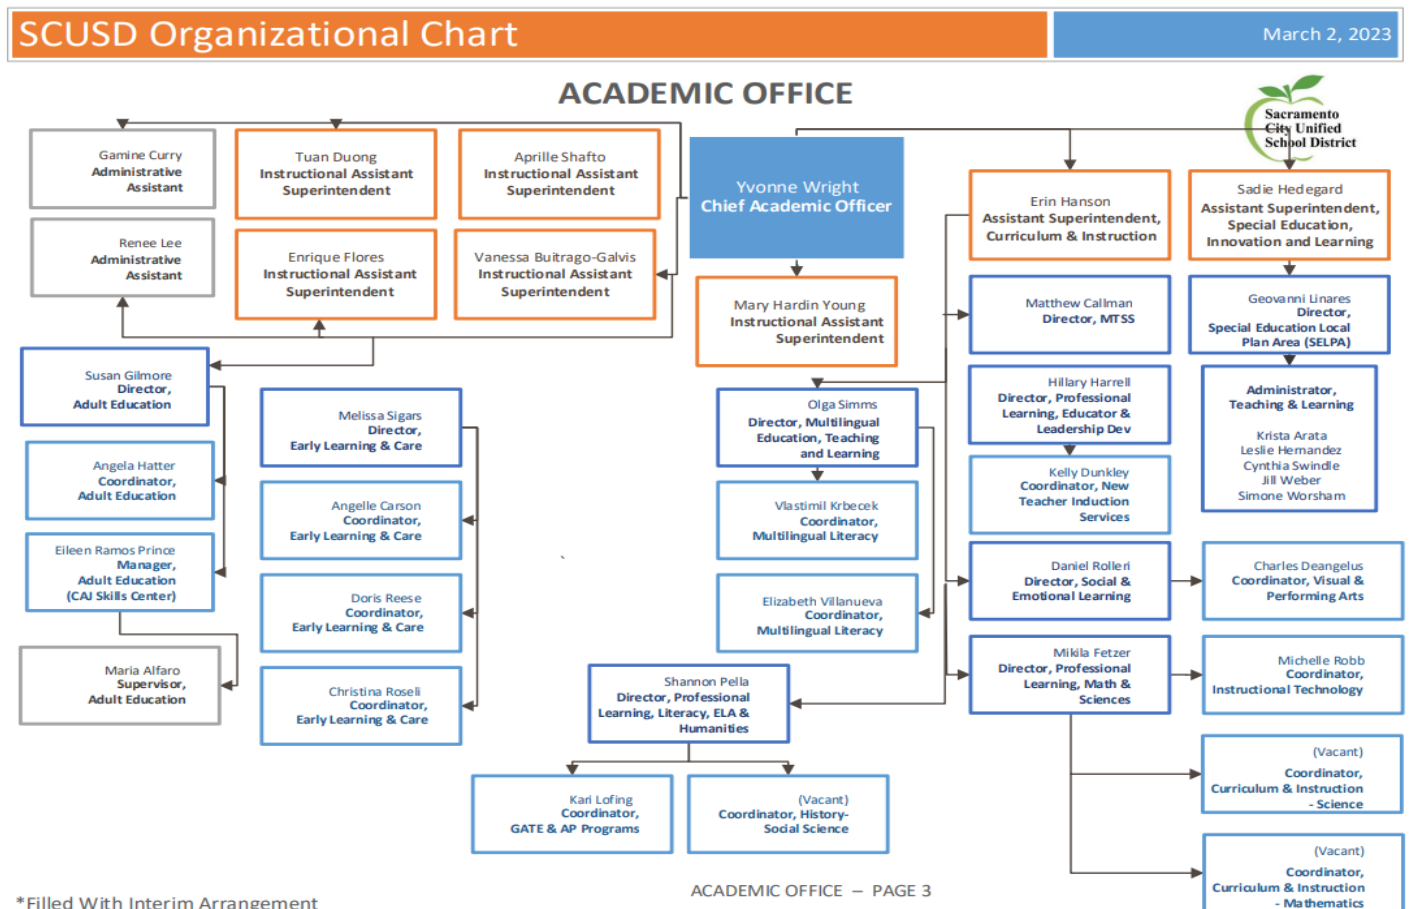 SCUSD Organizational Chart
March 2, 2023
ACADEMIC OFFICE
Sacramento
City Unified
School District
Gamine Curry
Administrative
Assistant
Tuan Duong
Instructional Assistant
Superintendent
Aprille Shafto
Instructional Assistant
Superintendent
Yvonne Wright
Chief Academic Officer
Erin Hanson
Assistant Superintendent,
Curriculum & Instruction
Sadie Hedegard
Assistant Superintendent,
Special Education,
Innovation and Learning
Renee Lee
Administrative
Assistant
Enrique Flores
Instructional Assistant
Superintendent
Vanessa Buitrago-Galvis
Instructional Assistant
Superintendent
Mary Hardin Young
Instructional Assistant
Superintendent
Matthew Callman
Director, MTSS
Geovanni Linares
Director,
Special Education Local
Plan Area (SELPA)
Susan Gilmore
Director,
Adult Education
Melissa Sigars
Director,
Early Learning & Care
Olga Simms
Director, Multilingual
Education, Teaching
and Learning
Hillary Harrell
Director, Professional
Learning, Educator &
Leadership Dev
Administrator,
Teaching & Learning
Krista Arata
Leslie Hernandez
Cynthia Swindle
Jill Weber
Simone Worsham
Angela Hatter
Coordinator,
Adult Education
Angelle Carson
Coordinator,
Early Learning & Care
Vlastimil Krbecek
Coordinator,
Multilingual Literacy
Kelly Dunkley
Coordinator, New
Teacher Induction
Services
Eileen Ramos Prince
Manager,
Adult Education
(CAJ Skills Center)
Doris Reese
Coordinator,
Early Learning & Care
Elizabeth Villanueva
Coordinator,
Multilingual Literacy
Daniel Rolleri
Director, Social &
Emotional Learning
Charles Deangelus
Coordinator, Visual &
Performing Arts
Maria Alfaro
Supervisor,
Adult Education
Christina Roseli
Coordinator,
Early Learning & Care
Shannon Pella
Director, Professional
Learning, Literacy, ELA &
Humanities
Mikila Fetzer
Director, Professional
Learning, Math &
Sciences
Michelle Robb
Coordinator,
Instructional Technology
Kari Lofing
Coordinator,
GATE & AP Programs
(Vacant)
Coordinator, History-
Social Science
(Vacant)
Coordinator,
Curriculum & Instruction
- Science
(Vacant)
Coordinator,
Curriculum & Instruction
- Mathematics
ACADEMIC OFFICE – PAGE 3
*Filled With Interim Arrangement